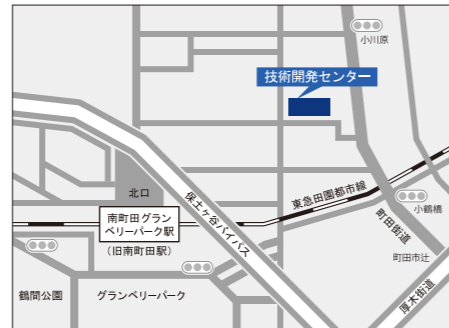 小川原
技術開発センター
北口
保土ヶ谷バイパス
東急田園都市線
南町田グラン
ベリーパーク駅
(旧南町田駅)
小鶴橋
町田街道
町田市辻
鶴間公園
グランベリーパーク
厚木街道